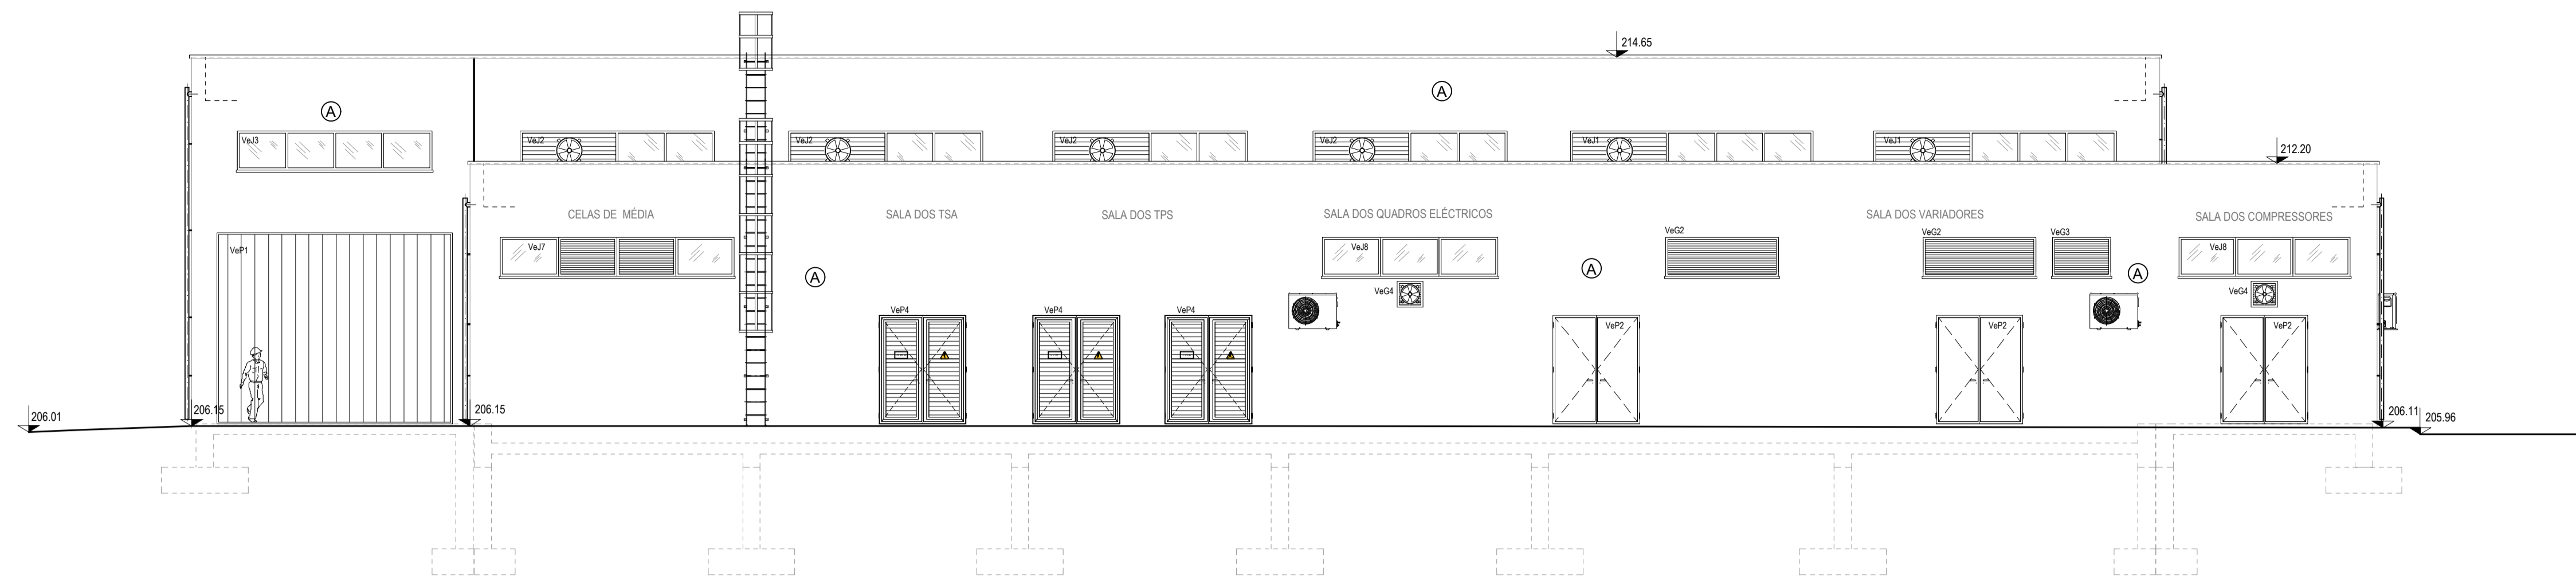 214.65
A
A
VeJ3
VeJ2
VeJ2
VeJ2
VeJ2
VeJ1
VeJ1
212.20
CELAS DE MÉDIA
SALA DOS TSA
SALA DOS TPS
SALA DOS QUADROS ELÉCTRICOS
SALA DOS VARIADORES
SALA DOS COMPRESSORES
VeP1
VeJ7
VeJ8
VeG2
VeG2
VeG3
VeJ8
A
A
A
VeG4
VeG4
VeP4
VeP4
VeP4
VeP2
VeP2
VeP2
206.01
206.15
206.15
206.11
205.96